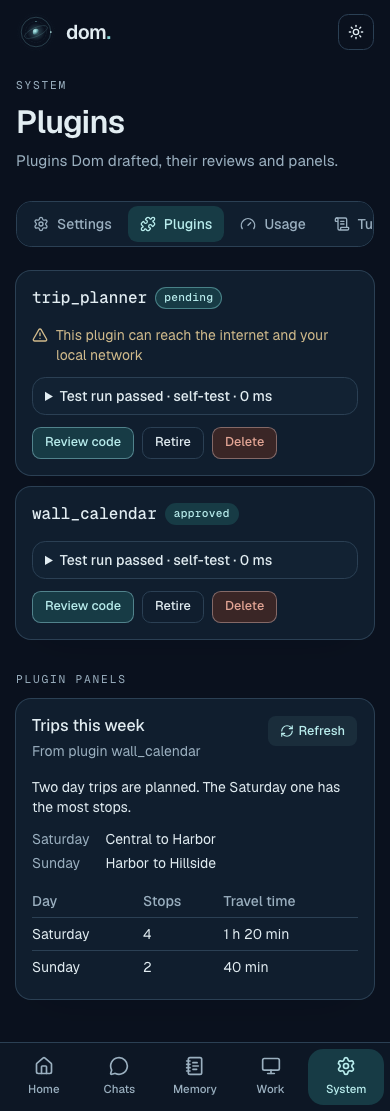 dom.
SYSTEM
Plugins
Plugins Dom drafted, their reviews and panels.
Settings Plugins Usage Tu
trip_planner pending
This plugin can reach the internet and your
local network
Test run passed · self-test · 0 ms
Review code Retire Delete
wall_calendar approved
Test run passed · self-test · 0 ms
Review code Retire Delete
PLUGIN PANELS
Trips this week Refresh
From plugin wall_calendar
Two day trips are planned. The Saturday one has
the most stops.
Saturday Central to Harbor
Sunday Harbor to Hillside
Day Stops Travel time
Saturday 4 1 h 20 min
Sunday 2 40 min
Home Chats Memory Work System